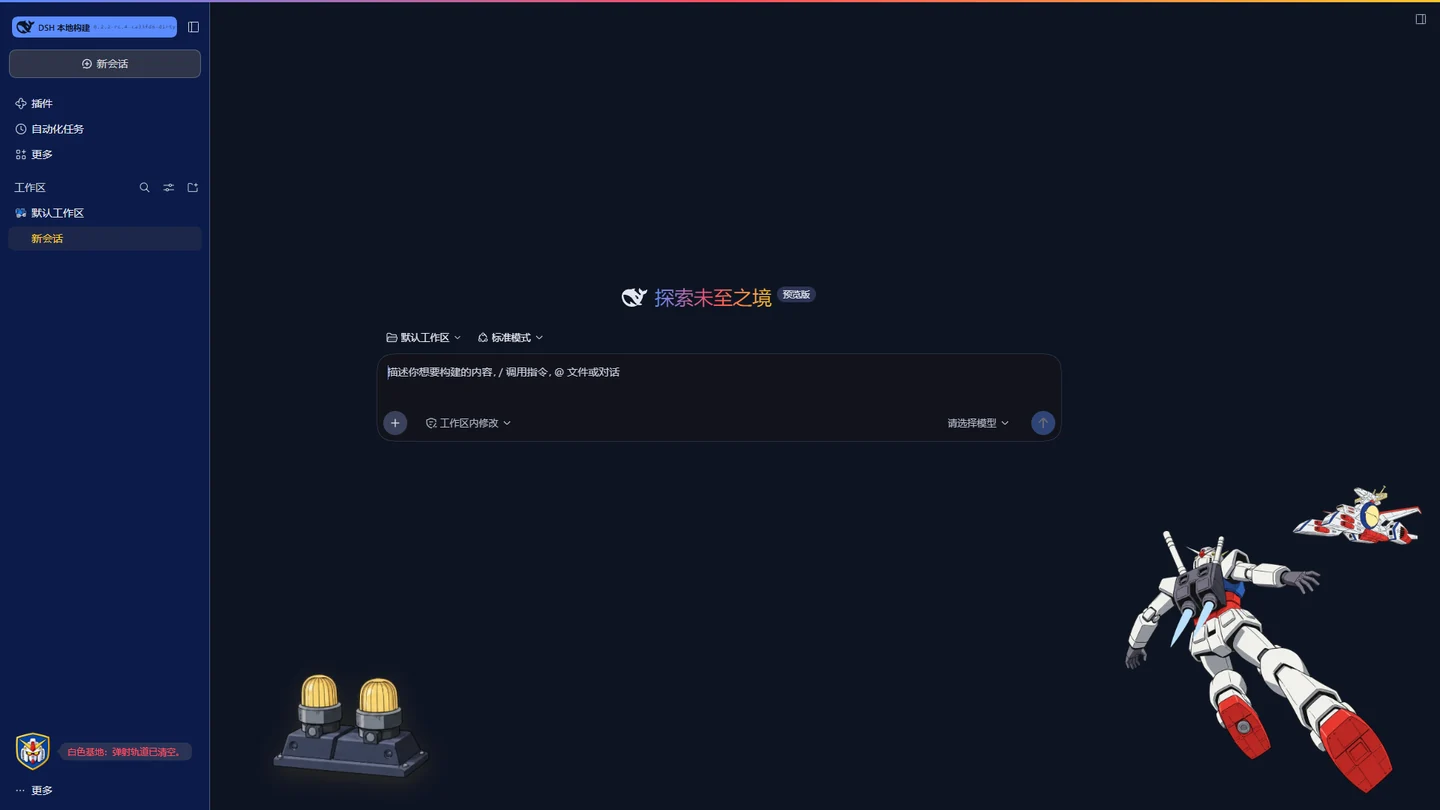 DSH 本地构建
新会话
插件
自动化任务
更多
工作区
默认工作区
新会话
探索未至之境 预览版
默认工作区 标准模式
描述你想要构建的内容, / 调用指令, @ 文件或对话
工作区内修改 请选择模型
白色基地：弹射轨道已清空。
更多